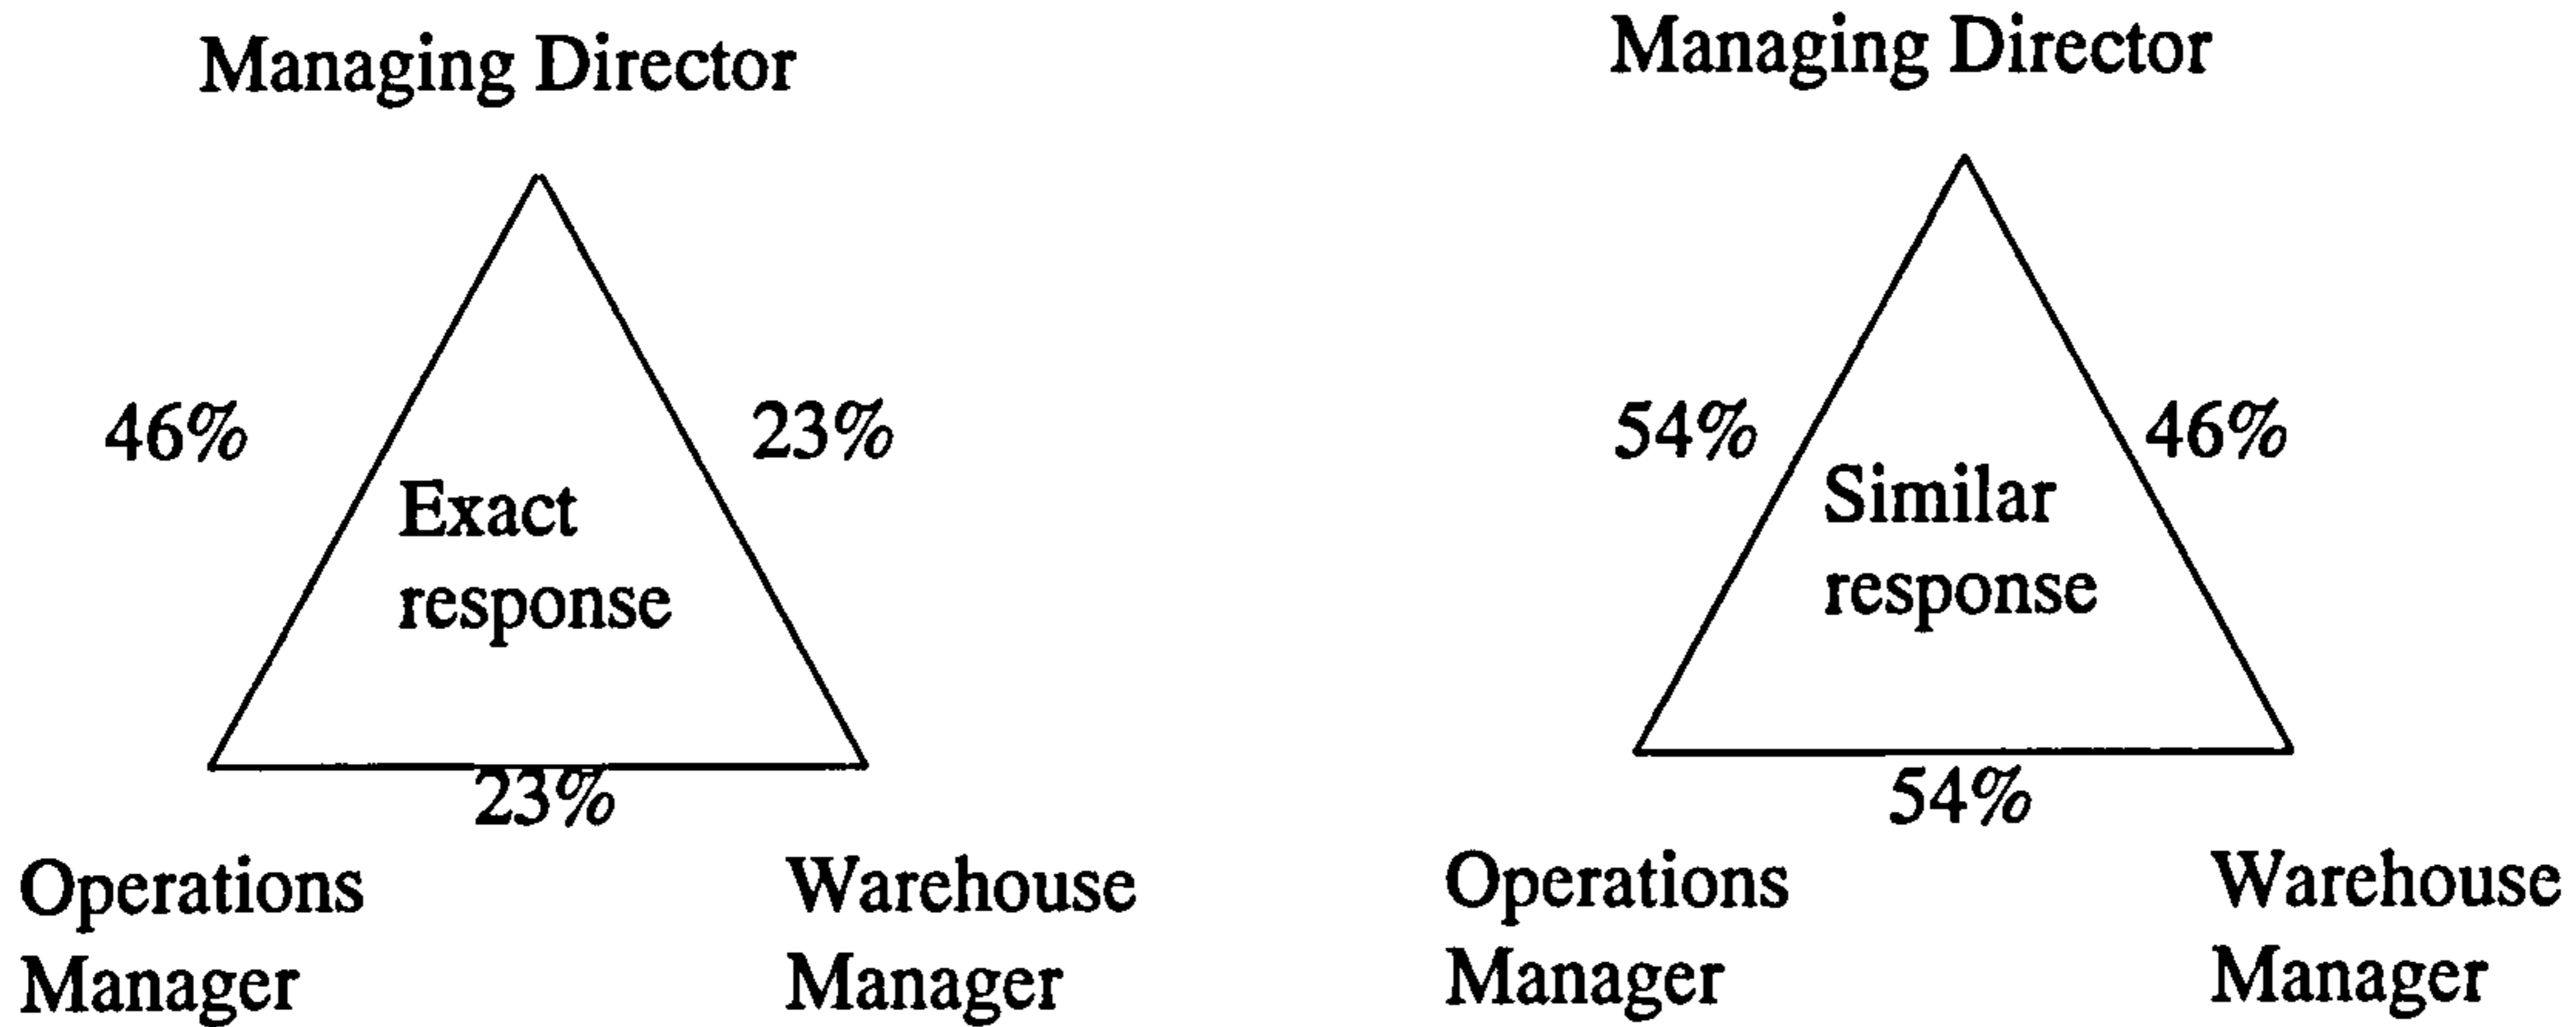 Managing Director
46%
23%
Exact
response
23%
Operations
Manager
Warehouse
Manager
Managing Director
54%
46%
Similar
response
54%
Operations
Manager
Warehouse
Manager